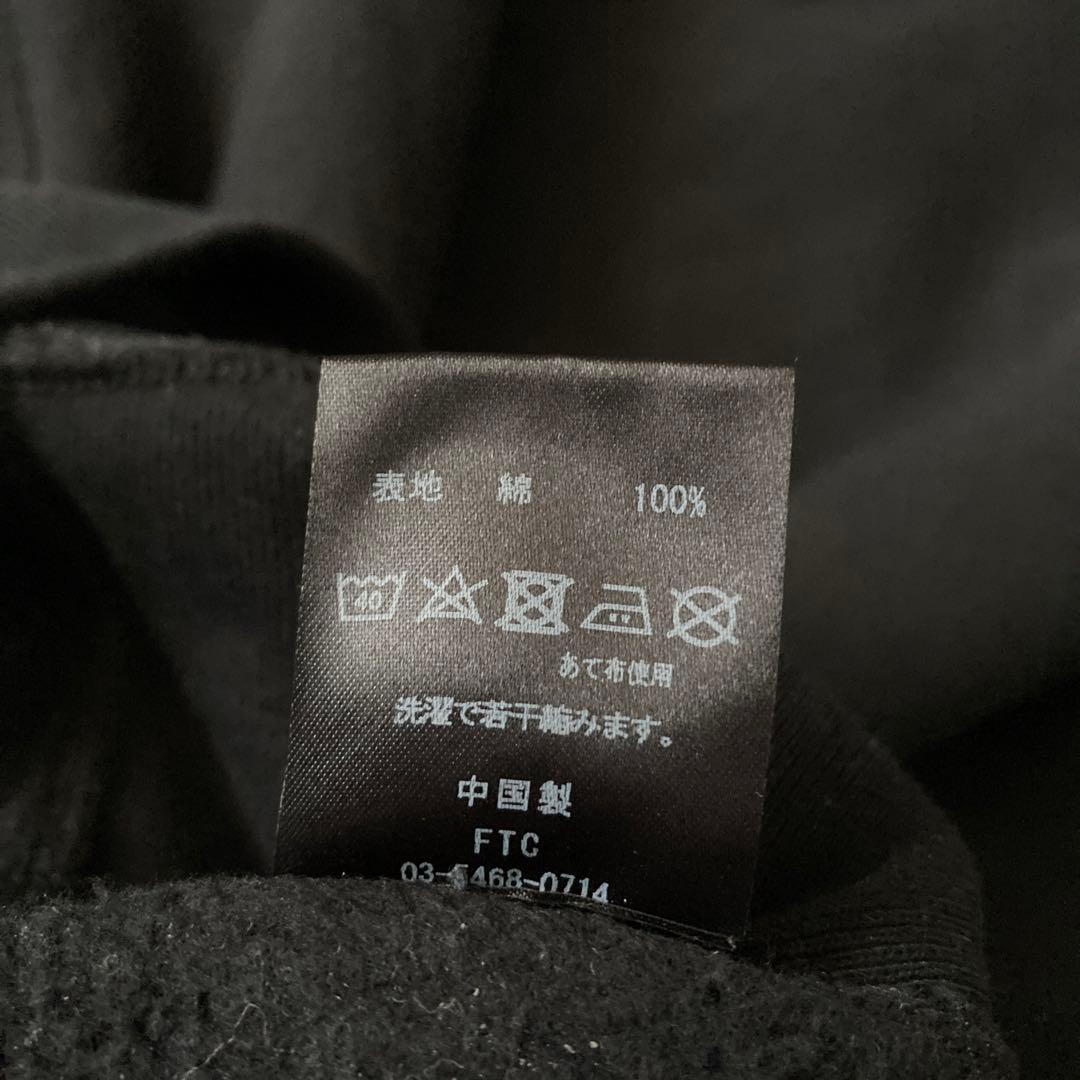 表地 綿 100%
40
あて布使用
洗濯で若干縮みます。
中国製
FTC
03-5468-0714